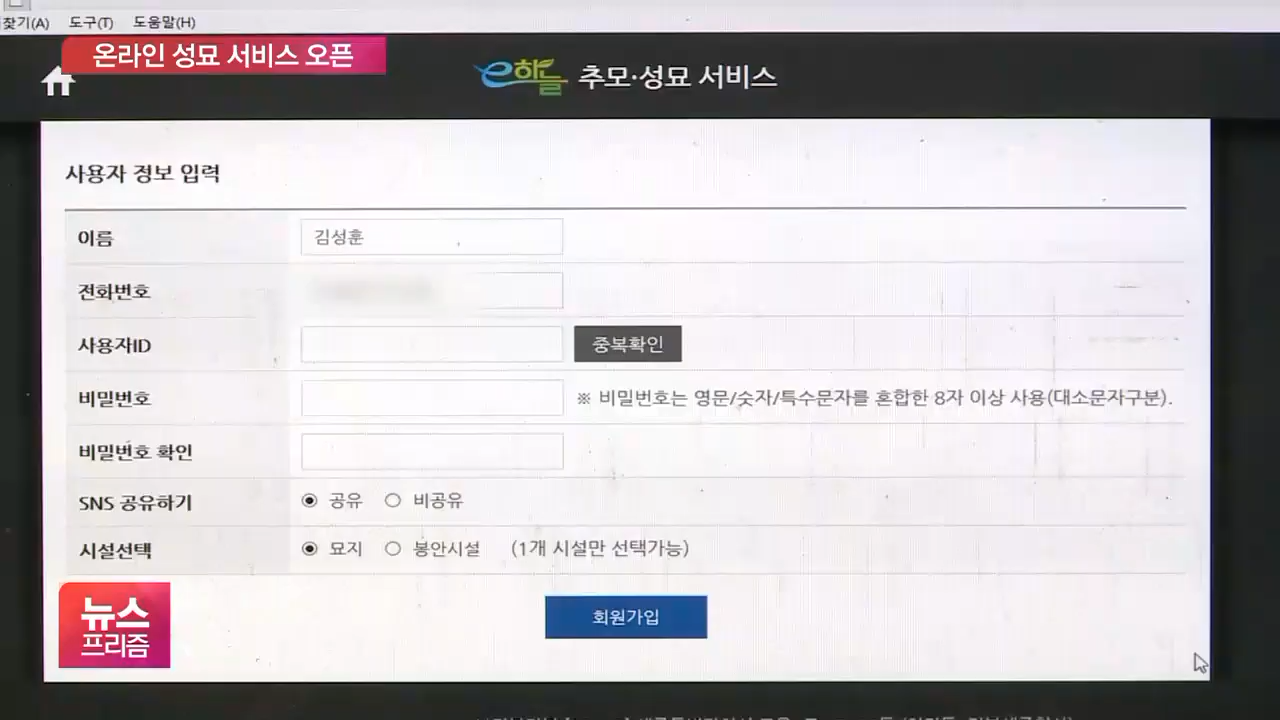 찾기(A) 도구(T) 도움말(H)
온라인 성묘 서비스 오픈
e하늘 추모·성묘 서비스
사용자 정보 입력
이름 김성훈
전화번호
사용자ID 중복확인
비밀번호 ※ 비밀번호는 영문/숫자/특수문자를 혼합한 8자 이상 사용(대소문자구분).
비밀번호 확인
SNS 공유하기 공유 비공유
시설선택 묘지 봉안시설 (1개 시설만 선택가능)
회원가입
뉴스
프리즘